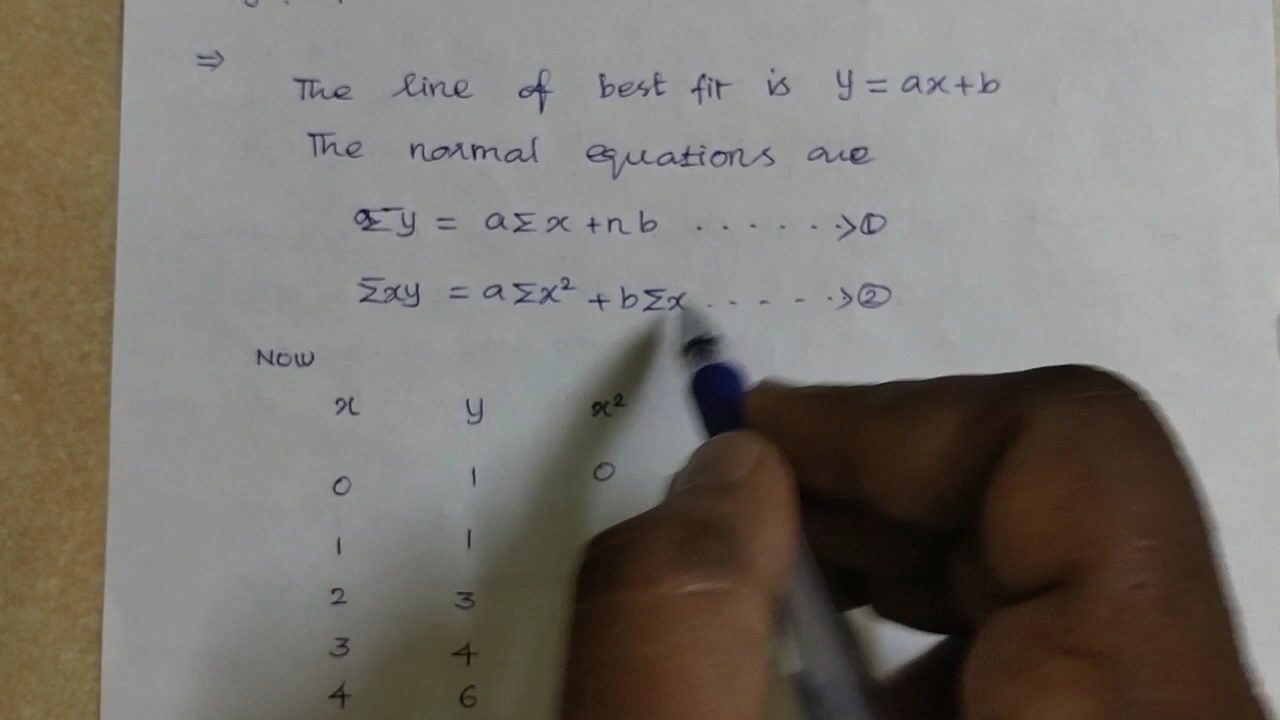 ⇒
The line of best fit is y = ax+b
The normal equations are
Σy = aΣx +nb ......→①
Σxy = aΣx² + bΣx .....→②
NOW
x y x²
0 1 0
1 1
2 3
3 4
4 6